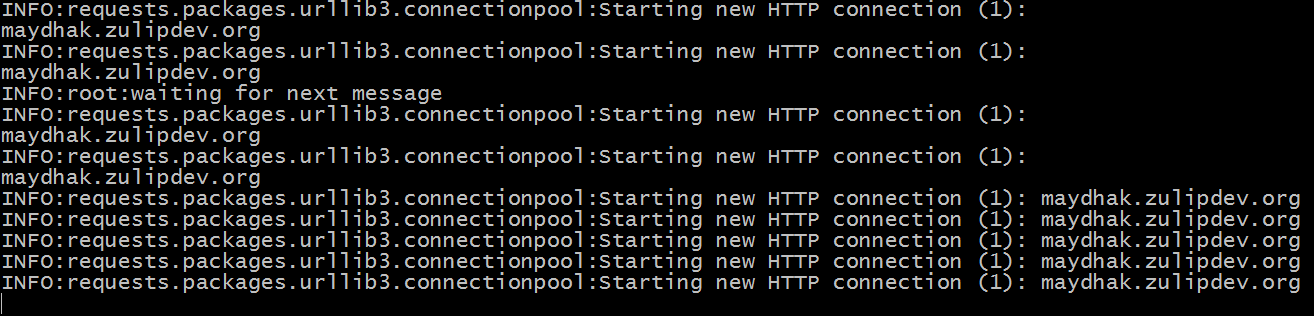 INFO:requests.packages.urllib3.connectionpool:Starting new HTTP connection (1):
maydhak.zulipdev.org
INFO:requests.packages.urllib3.connectionpool:Starting new HTTP connection (1):
maydhak.zulipdev.org
INFO:root:waiting for next message
INFO:requests.packages.urllib3.connectionpool:Starting new HTTP connection (1):
maydhak.zulipdev.org
INFO:requests.packages.urllib3.connectionpool:Starting new HTTP connection (1):
maydhak.zulipdev.org
INFO:requests.packages.urllib3.connectionpool:Starting new HTTP connection (1): maydhak.zulipdev.org
INFO:requests.packages.urllib3.connectionpool:Starting new HTTP connection (1): maydhak.zulipdev.org
INFO:requests.packages.urllib3.connectionpool:Starting new HTTP connection (1): maydhak.zulipdev.org
INFO:requests.packages.urllib3.connectionpool:Starting new HTTP connection (1): maydhak.zulipdev.org
INFO:requests.packages.urllib3.connectionpool:Starting new HTTP connection (1): maydhak.zulipdev.org